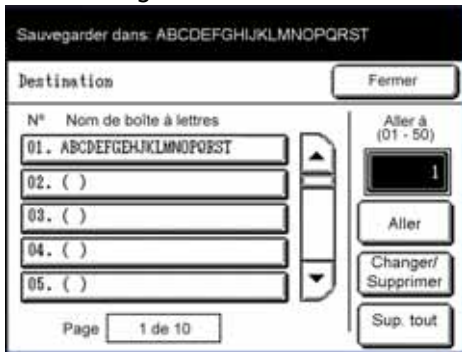 Sauvegarder dans: ABCDEFGHIJKLMNOPQRST
Destination
Fermer
N° Nom de boîte à lettres
01. ABCDEFGEHJKLMNOPQRST
02. ( )
03. ( )
04. ( )
05. ( )
Page 1 de 10
Aller à
(01 - 50)
1
Aller
Changer/
Supprimer
Sup. tout